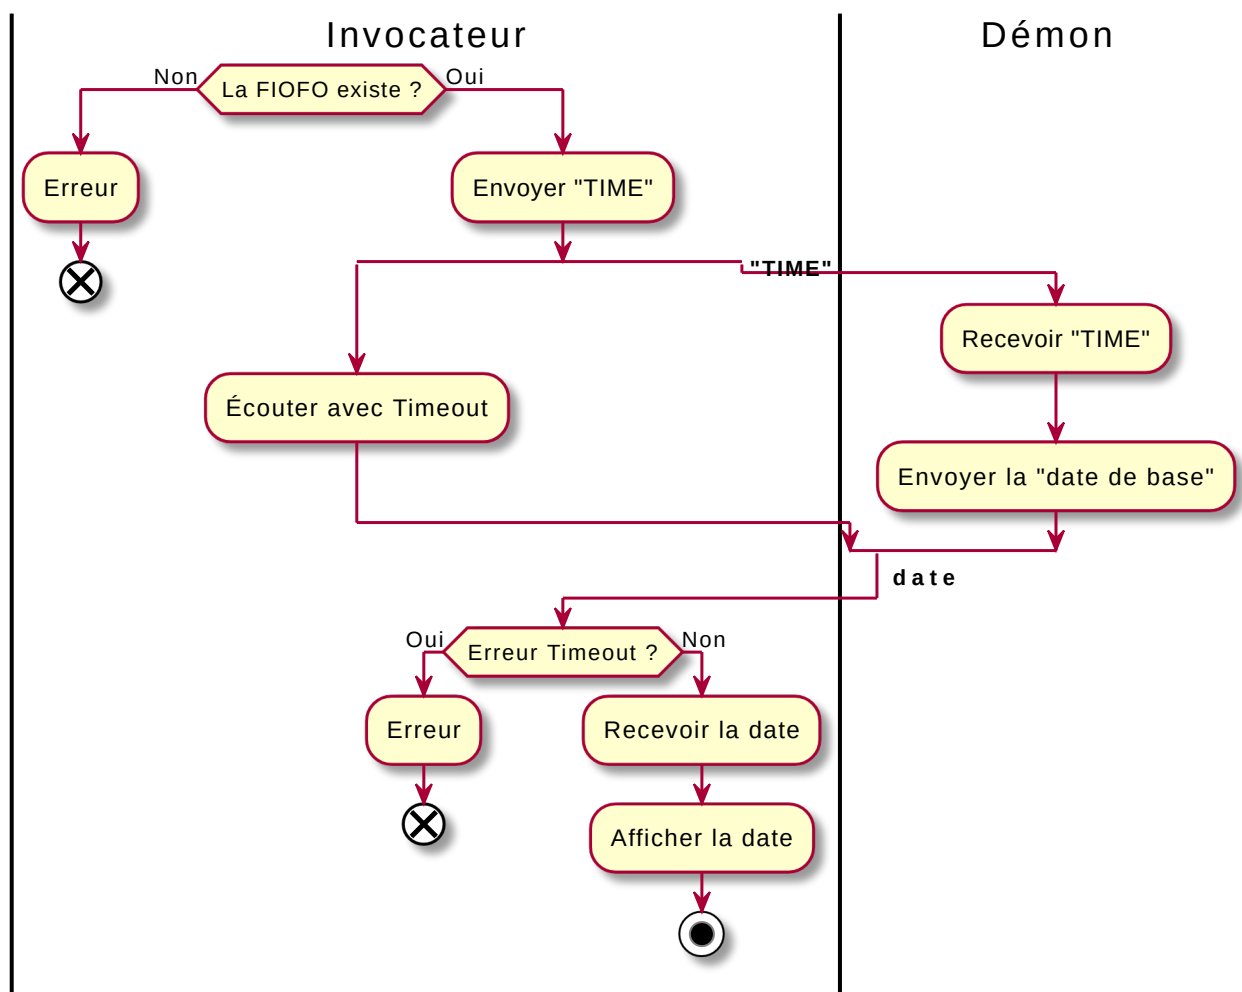 Invocateur
Démon
Non
La FIOFO existe ?
Oui
Erreur
Envoyer "TIME"
"TIME"
Recevoir "TIME"
Écouter avec Timeout
Envoyer la "date de base"
date
Oui
Erreur Timeout ?
Non
Erreur
Recevoir la date
Afficher la date